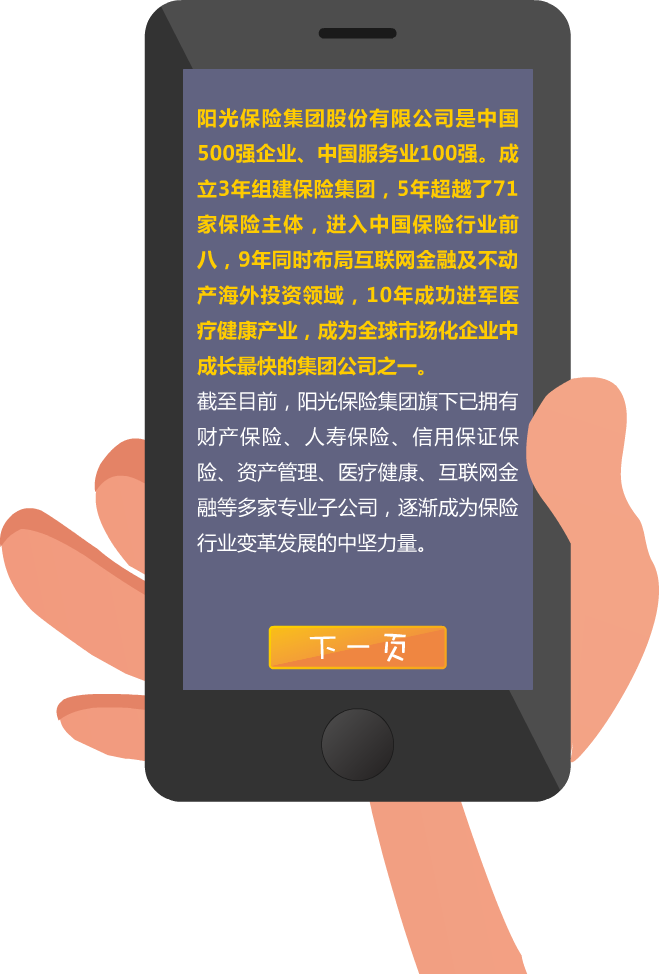 阳光保险集团股份有限公司是中国
500强企业、中国服务业100强。成
立3年组建保险集团，5年超越了71
家保险主体，进入中国保险行业前
八，9年同时布局互联网金融及不动
产海外投资领域，10年成功进军医
疗健康产业，成为全球市场化企业中
成长最快的集团公司之一。
截至目前，阳光保险集团旗下已拥有
财产保险、人寿保险、信用保证保
险、资产管理、医疗健康、互联网金
融等多家专业子公司，逐渐成为保险
行业变革发展的中坚力量。
下一页